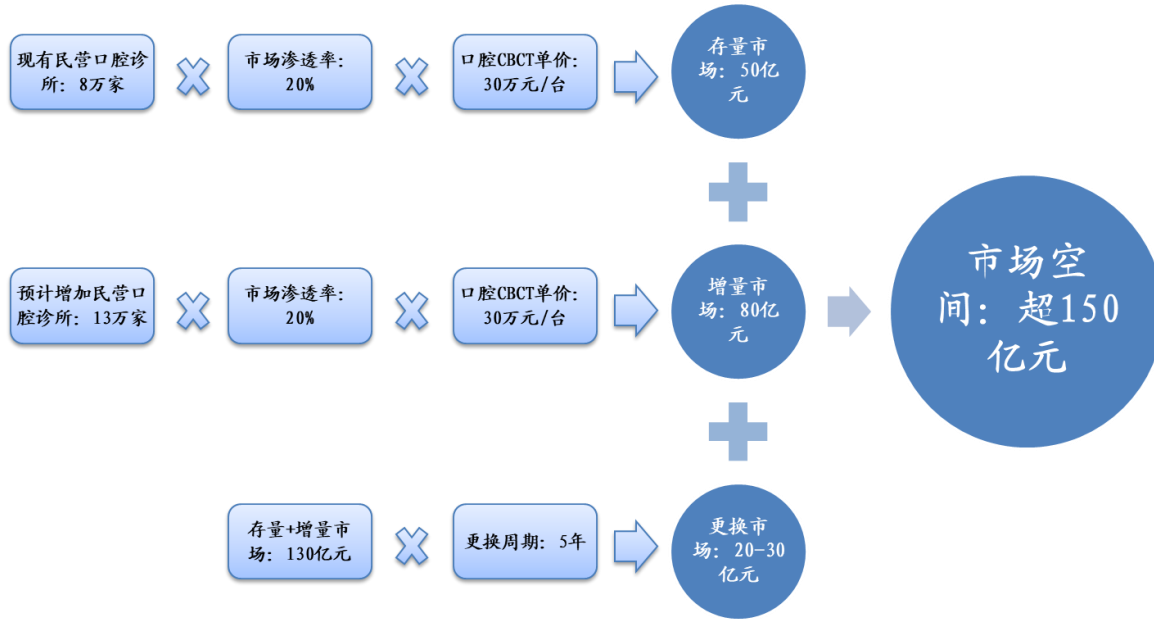 现有民营口腔诊
所：8万家
市场渗透率：
20%
口腔CBCT单价：
30万元/台
存量市
场：50亿
元
预计增加民营口
腔诊所：13万家
市场渗透率：
20%
口腔CBCT单价：
30万元/台
增量市
场：80亿
元
市场空
间：超150
亿元
存量+增量市
场：130亿元
更换周期：5年
更换市
场：20-30
亿元